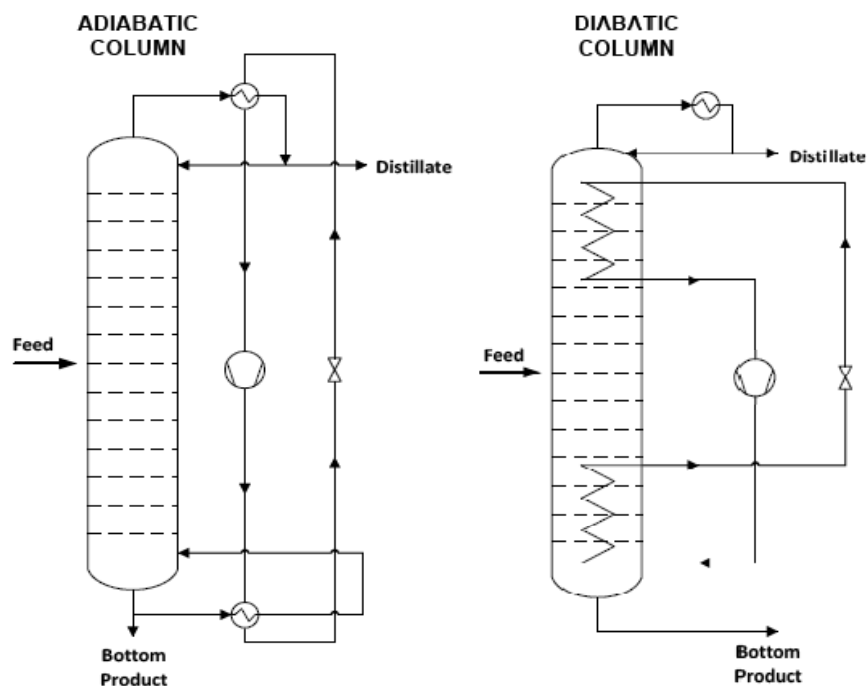 ADIABATIC
COLUMN
Distillate
Feed
Bottom
Product
DIABATIC
COLUMN
Distillate
Feed
Bottom
Product